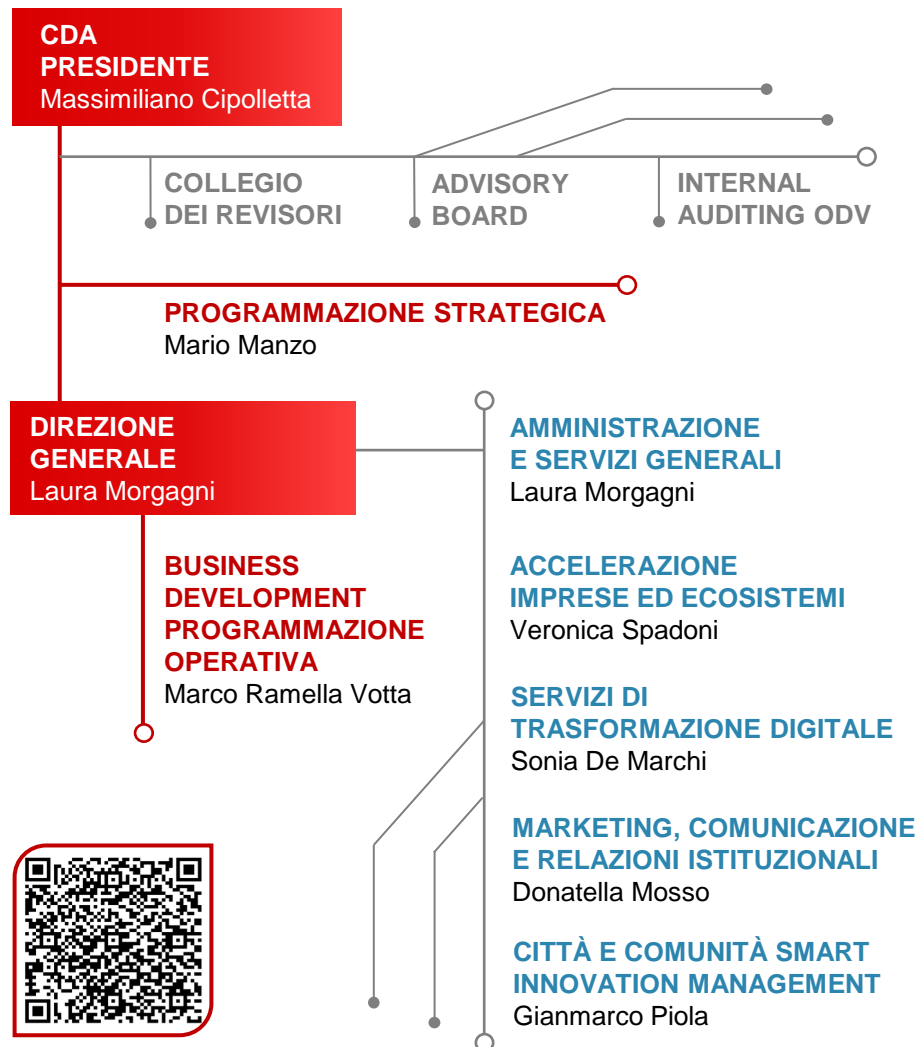 CDA
PRESIDENTE
Massimiliano Cipolletta
COLLEGIO
DEI REVISORI
ADVISORY
BOARD
INTERNAL
AUDITING ODV
PROGRAMMAZIONE STRATEGICA
Mario Manzo
DIREZIONE
GENERALE
Laura Morgagni
BUSINESS
DEVELOPMENT
PROGRAMMAZIONE
OPERATIVA
Marco Ramella Votta
AMMINISTRAZIONE
E SERVIZI GENERALI
Laura Morgagni
ACCELERAZIONE
IMPRESE ED ECOSISTEMI
Veronica Spadoni
SERVIZI DI
TRASFORMAZIONE DIGITALE
Sonia De Marchi
MARKETING, COMUNICAZIONE
E RELAZIONI ISTITUZIONALI
Donatella Mosso
CITTÀ E COMUNITÀ SMART
INNOVATION MANAGEMENT
Gianmarco Piola